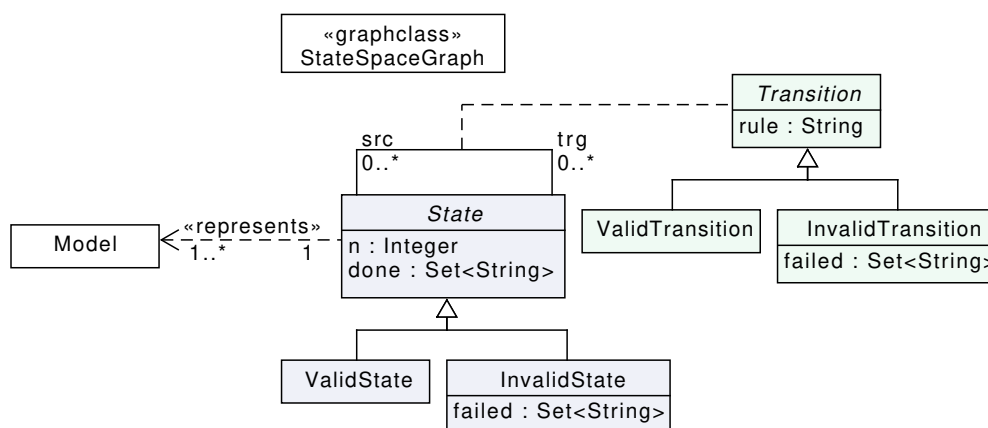 «graphclass»
StateSpaceGraph
Transition
rule : String
src
0..*
trg
0..*
ValidTransition
InvalidTransition
failed : Set<String>
Model
«represents»
1..*
1
State
n : Integer
done : Set<String>
ValidState
InvalidState
failed : Set<String>